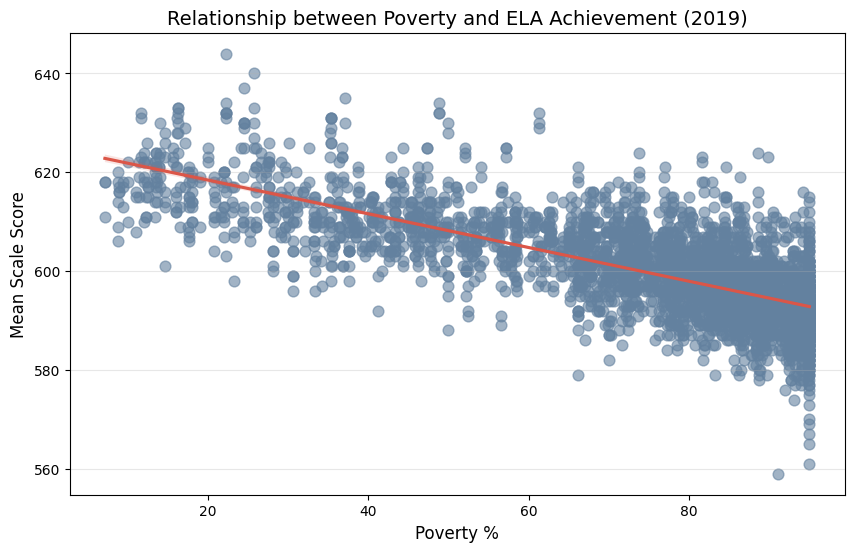 Relationship between Poverty and ELA Achievement (2019)
Mean Scale Score
640
620
600
580
560
20 40 60 80
Poverty %